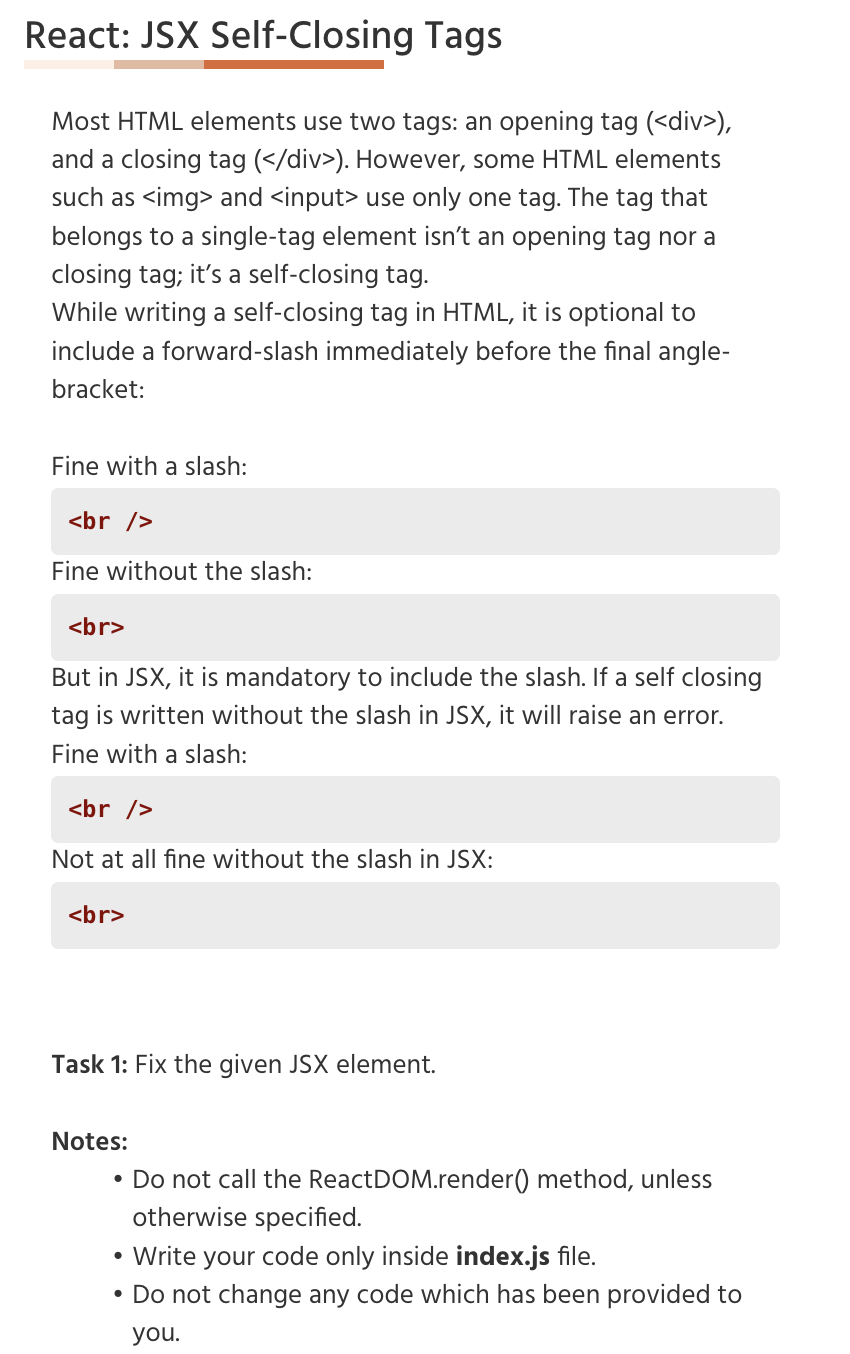 React: JSX Self-Closing Tags
Most HTML elements use two tags: an opening tag (<div>),
and a closing tag (</div>). However, some HTML elements
such as <img> and <input> use only one tag. The tag that
belongs to a single-tag element isn’t an opening tag nor a
closing tag; it’s a self-closing tag.
While writing a self-closing tag in HTML, it is optional to
include a forward-slash immediately before the final angle-
bracket:
Fine with a slash:
<br />
Fine without the slash:
<br>
But in JSX, it is mandatory to include the slash. If a self closing
tag is written without the slash in JSX, it will raise an error.
Fine with a slash:
<br />
Not at all fine without the slash in JSX:
<br>
Task 1: Fix the given JSX element.
Notes:
• Do not call the ReactDOM.render() method, unless
otherwise specified.
• Write your code only inside index.js file.
• Do not change any code which has been provided to
you.